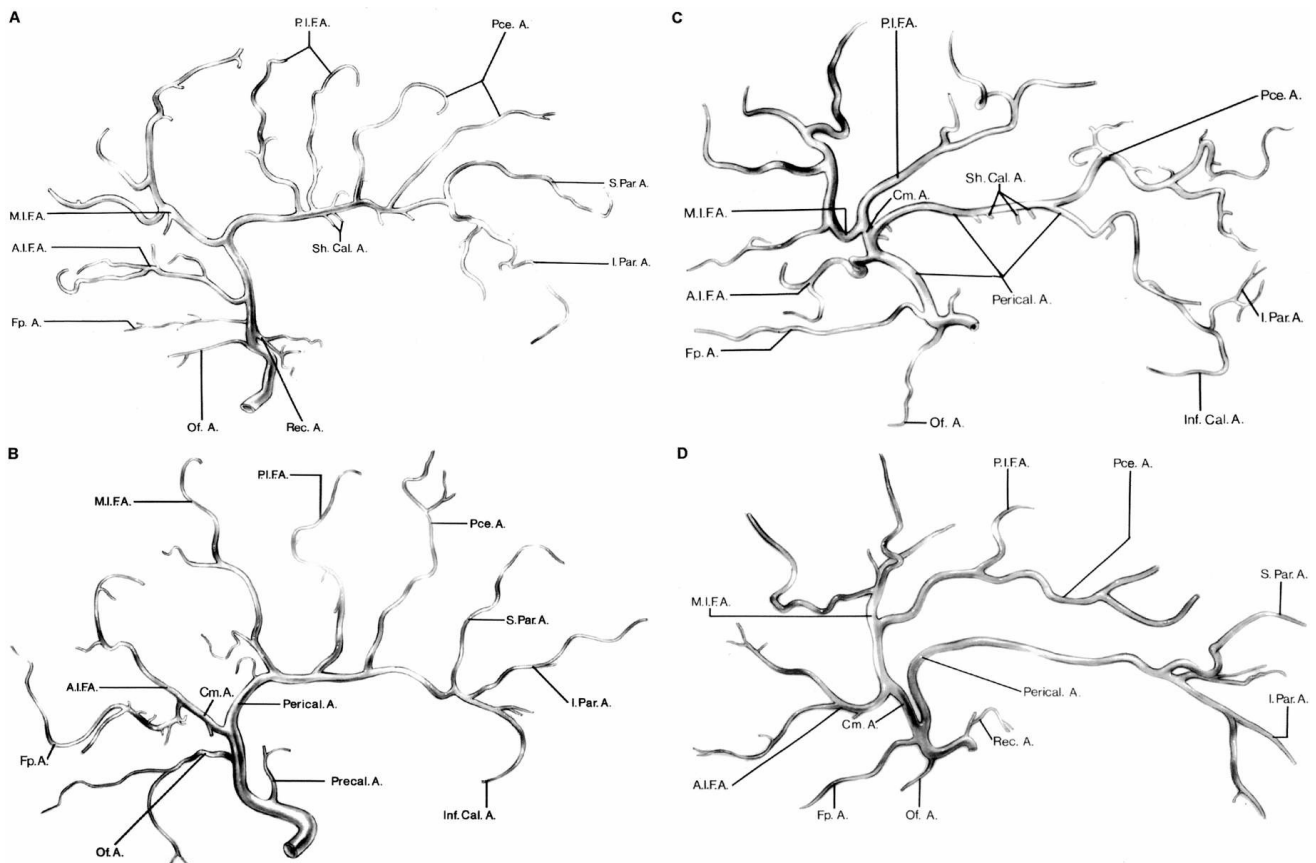 A
P.I.F.A.
Pce. A.
S. Par. A.
M.I.F.A.
Sh. Cal. A.
A.I.F.A.
I. Par. A.
Fp. A.
Of. A.
Rec. A.
C
P.I.F.A.
Pce. A.
Sh. Cal. A.
Cm. A.
M.I.F.A.
A.I.F.A.
Perical. A.
I. Par. A.
Fp. A.
Of. A.
Inf. Cal. A.
B
P.I.F.A.
M.I.F.A.
Pce. A.
S. Par. A.
A.I.F.A.
Cm. A.
Perical. A.
I. Par. A.
Fp. A.
Precal. A.
Inf. Cal. A.
Of. A.
D
P.I.F.A.
Pce. A.
S. Par. A.
M.I.F.A.
Perical. A.
I. Par. A.
Cm. A.
Rec. A.
A.I.F.A.
Fp. A.
Of. A.